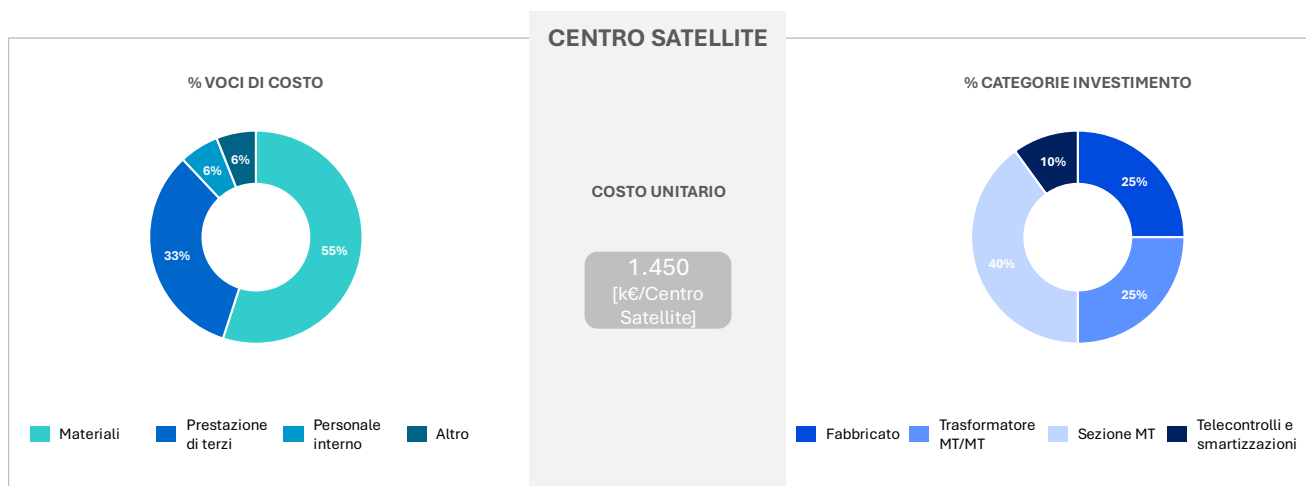 CENTRO SATELLITE
% VOCI DI COSTO
6%
6%
33%
55%
Materiali
Prestazione
di terzi
Personale
interno
Altro
COSTO UNITARIO
1.450
[k€/Centro
Satellite]
% CATEGORIE INVESTIMENTO
10%
25%
40%
25%
Fabbricato
Trasformatore
MT/MT
Sezione MT
Telecontrolli e
smartizzazioni